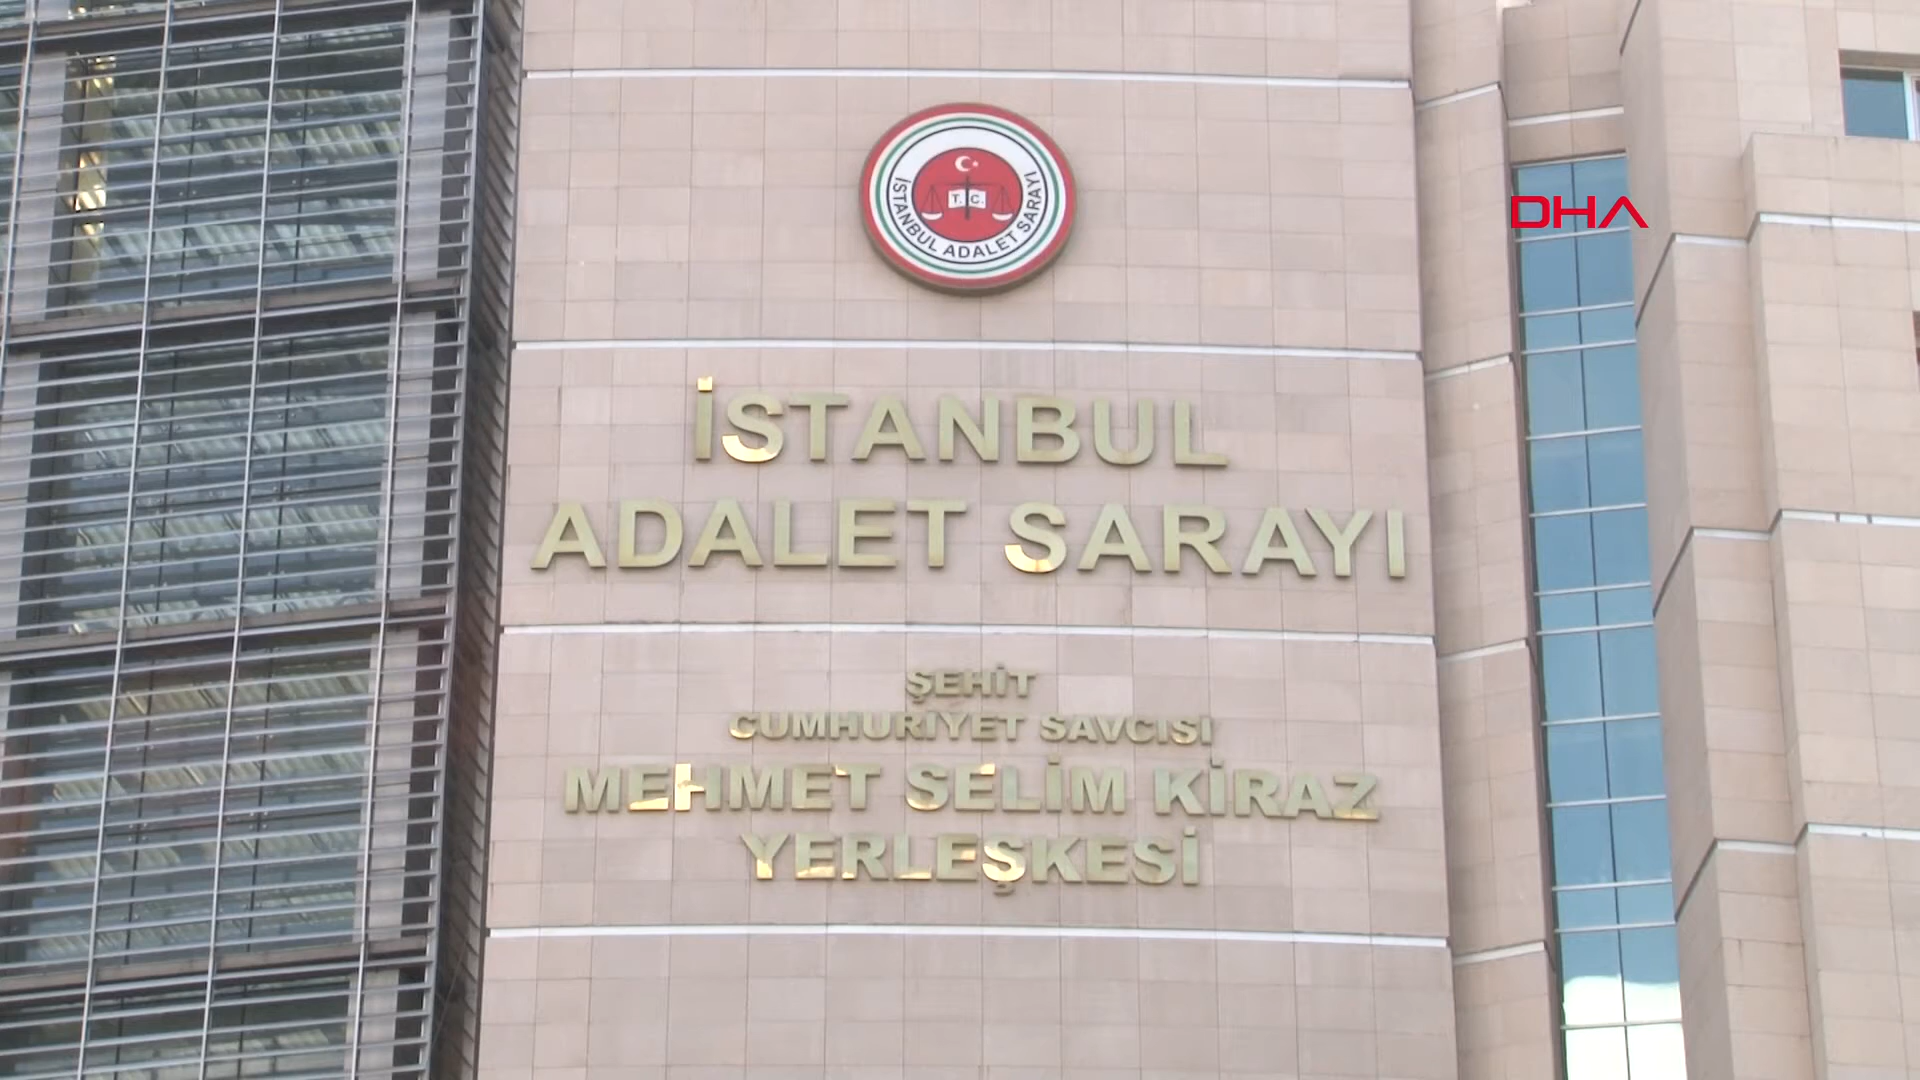 T.C.
İSTANBUL ADALET SARAYI
DHA
İSTANBUL
ADALET SARAYI
ŞEHİT
CUMHURİYET SAVCISI
MEHMET SELİM KİRAZ
YERLEŞKESİ